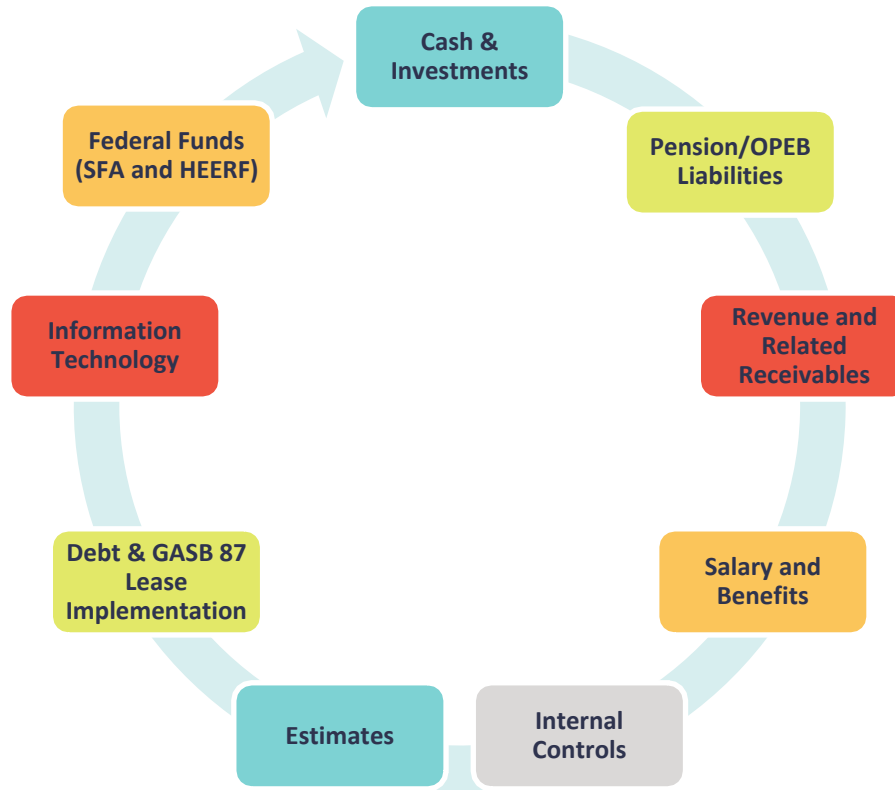 Cash &
Investments
Pension/OPEB
Liabilities
Revenue and
Related
Receivables
Salary and
Benefits
Internal
Controls
Estimates
Debt & GASB 87
Lease
Implementation
Information
Technology
Federal Funds
(SFA and HEERF)